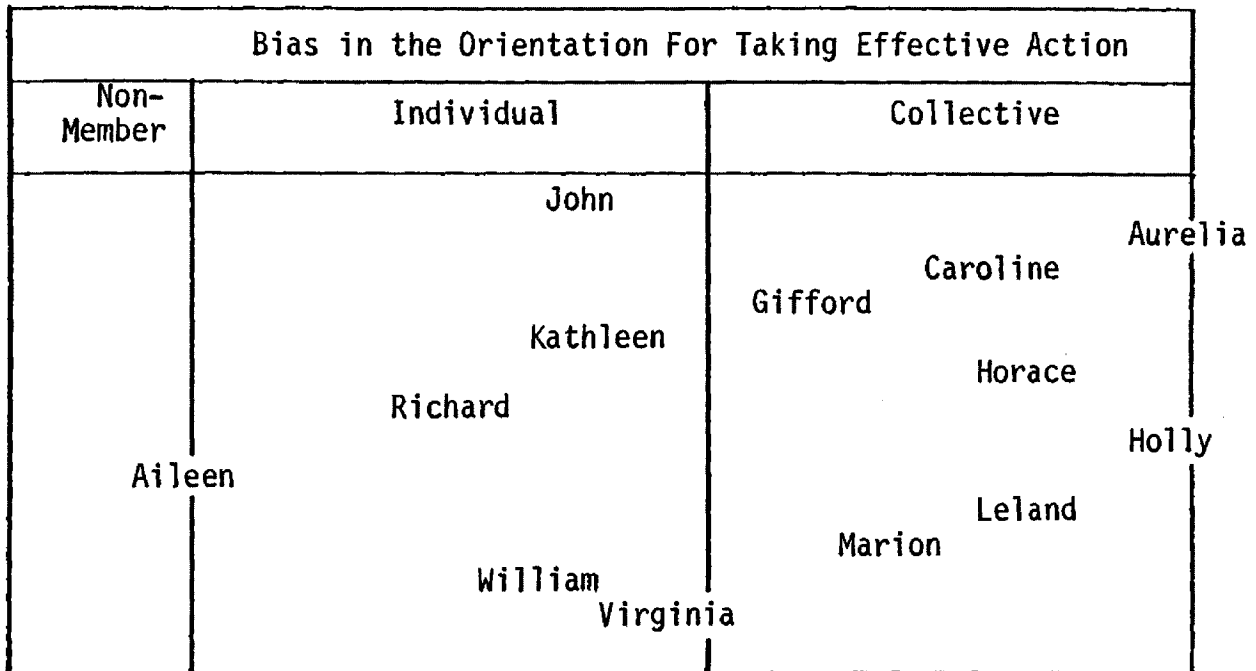 Bias in the Orientation For Taking Effective Action
Non-
Member
Individual
Collective
John
Aurelia
Caroline
Gifford
Kathleen
Horace
Richard
Holly
Aileen
Leland
Marion
William
Virginia